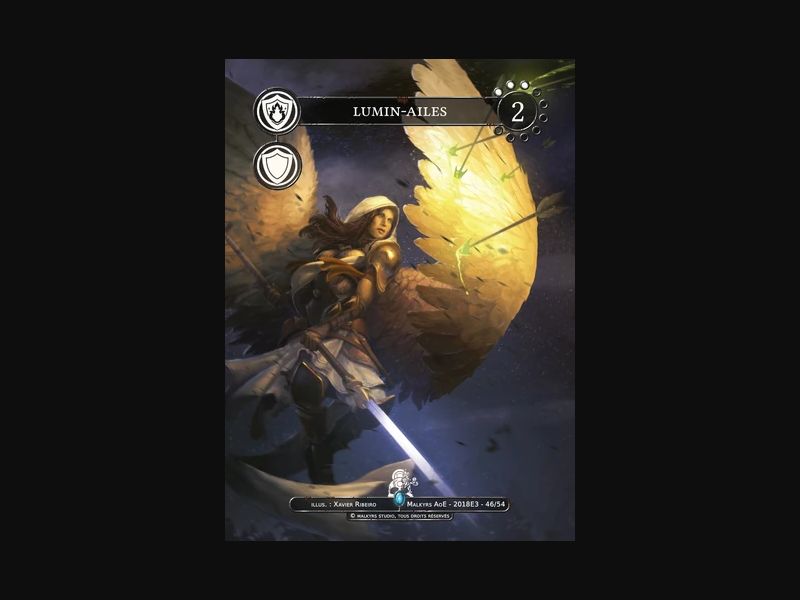 LUMIN-AILES
2
ILLUS. : XAVIER RIBEIRO MALKYRS AOE - 2018E3 - 46/54
© MALKYRS STUDIO, TOUS DROITS RÉSERVÉS